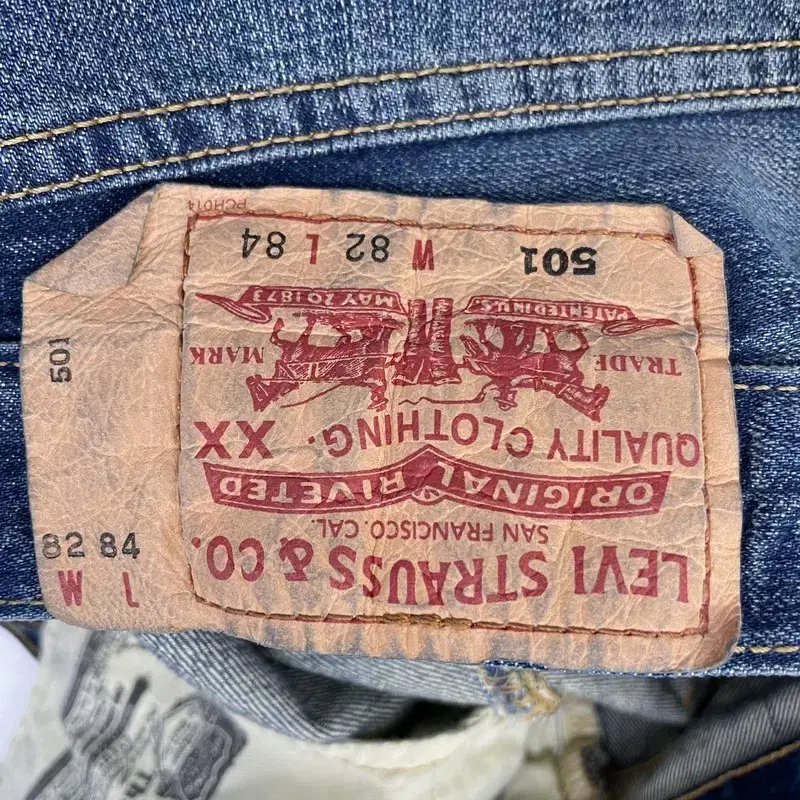 PCH014
501 W 82 L 84
PATENTED IN U.S. MAY 20 1873
TRADE MARK
QUALITY CLOTHING. XX
ORIGINAL RIVETED
SAN FRANCISCO. CAL.
LEVI STRAUSS & CO.
501
82 84
W L